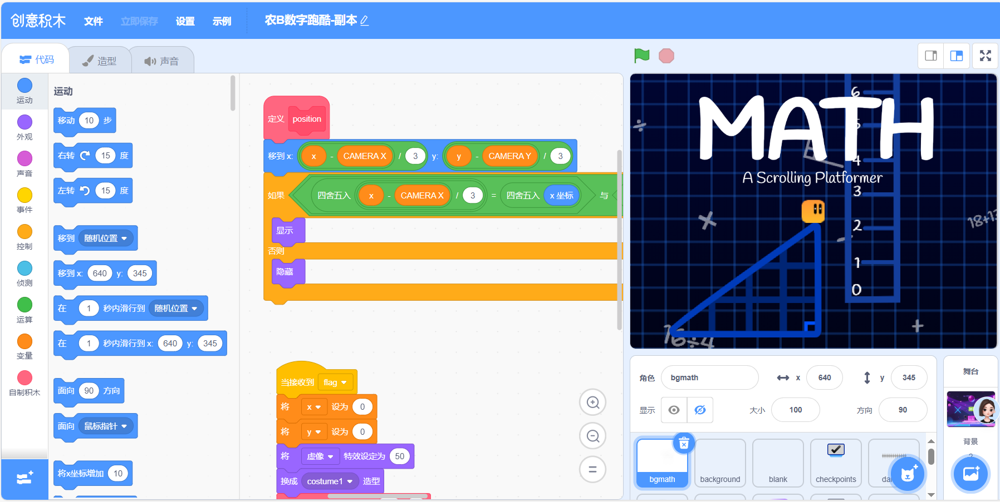 创意积木 文件 立即保存 设置 示例 农B数字跑酷-副本
代码 造型 声音
运动
外观
声音
事件
控制
侦测
运算
变量
自制积木
运动
移动 10 步
右转 15 度
左转 15 度
移到 随机位置
移到 x: 640 y: 345
在 1 秒内滑行到 随机位置
在 1 秒内滑行到 x: 640 y: 345
面向 90 方向
面向 鼠标指针
将x坐标增加 10
定义 position
移到 x: x - CAMERA X / 3 y: y - CAMERA Y / 3
如果 四舍五入 x - CAMERA X / 3 = 四舍五入 x 坐标 与
显示
否则
隐藏
当接收到 flag
将 x 设为 0
将 y 设为 0
将 虚像 特效设定为 50
换成 costume1 造型
MATH
A Scrolling Platformer
6
5
4
3
2
1
0
18+13
16÷4
角色 bgmath x 640 y 345
显示 大小 100 方向 90
bgmath background blank checkpoints da
舞台
背景
2